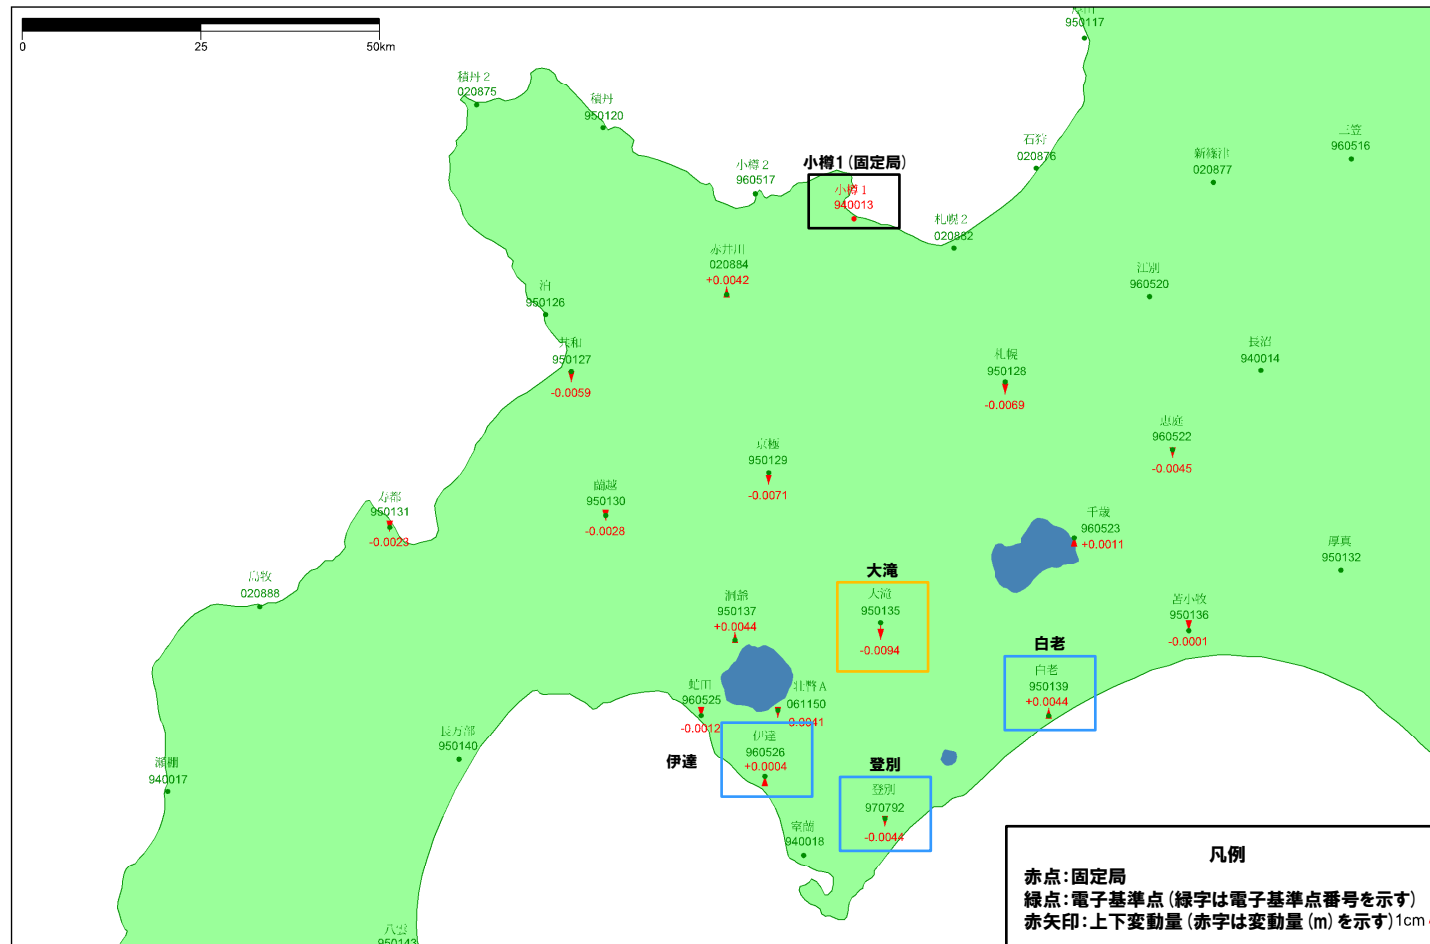 0
25
50km
950117
積丹２
020875
積丹
950120
小樽２
960517
小樽1（固定局）
小樽１
940013
石狩
020876
新篠津
020877
三笠
960516
札幌２
020882
赤井川
020884
+0.0042
江別
960520
泊
950126
共和
950127
-0.0059
札幌
950128
-0.0069
長沼
940014
恵庭
960522
-0.0045
京極
950129
-0.0071
蘭越
950130
-0.0028
寿都
950131
-0.0023
千歳
960523
+0.0011
厚真
950132
島牧
020888
大滝
大滝
950135
-0.0094
洞爺
950137
+0.0044
苫小牧
950136
-0.0001
白老
白老
950139
+0.0044
虻田
960525
-0.0012
壮瞥Ａ
061150
-0.0041
伊達
伊達
960526
+0.0004
長万部
950140
瀬棚
940017
登別
登別
970792
-0.0044
室蘭
940018
八雲
950143
凡例
赤点：固定局
緑点：電子基準点（緑字は電子基準点番号を示す）
赤矢印：上下変動量（赤字は変動量（m）を示す）1cm